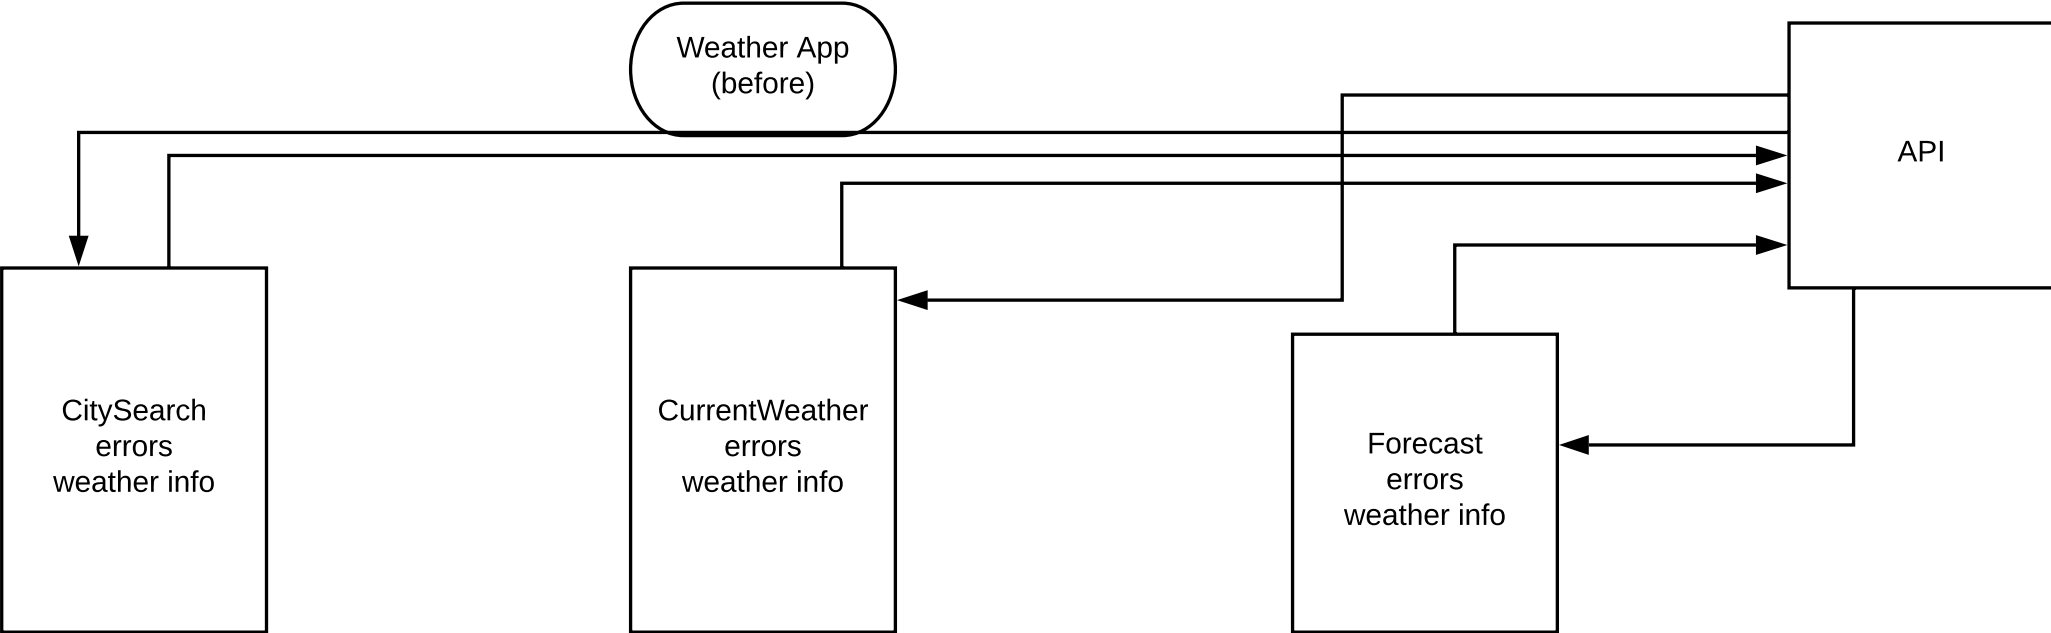 Weather App
(before)
API
CitySearch
errors
weather info
CurrentWeather
errors
weather info
Forecast
errors
weather info